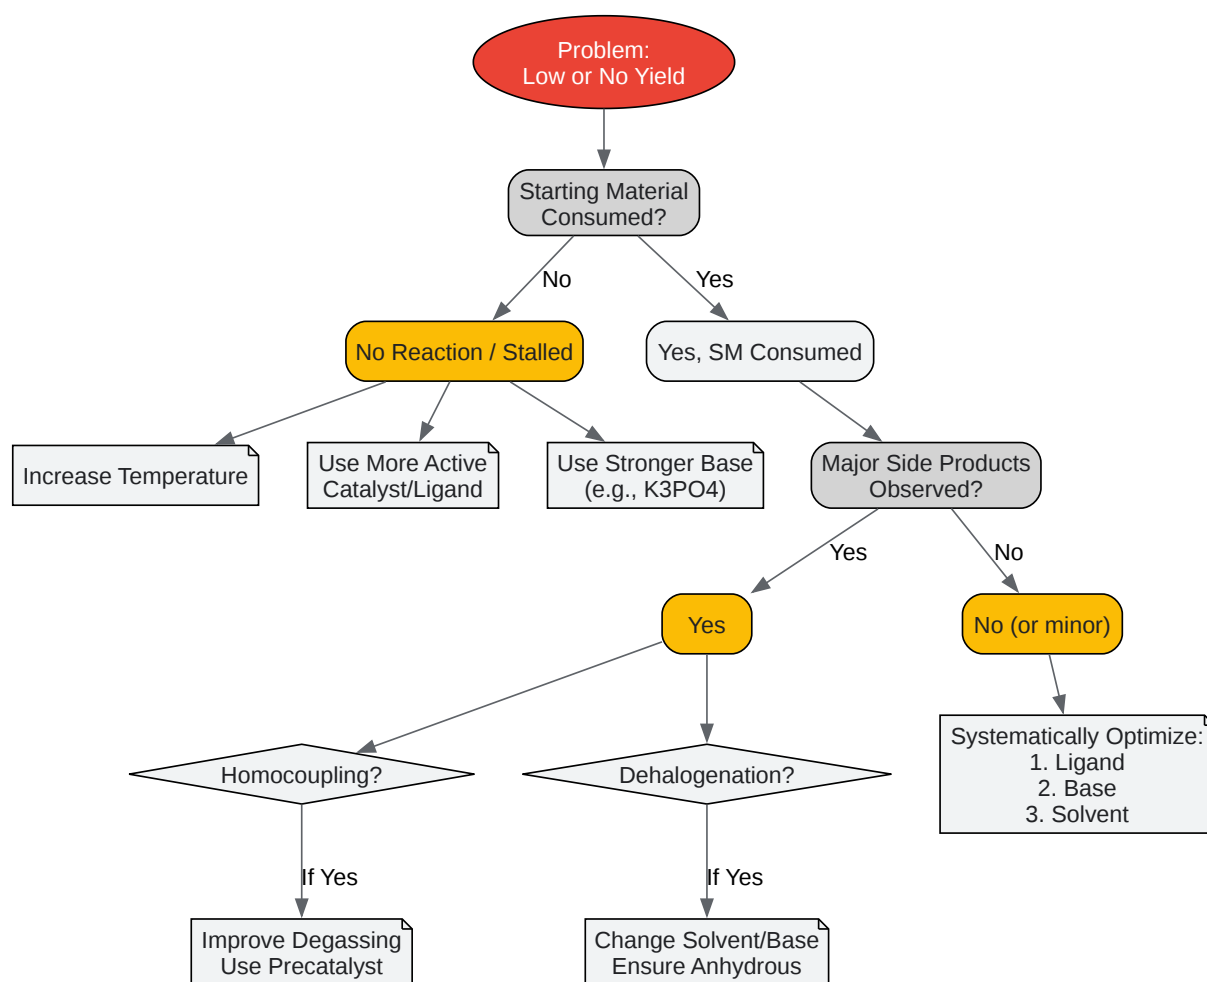 Problem:
Low or No Yield
Starting Material
Consumed?
No
Yes
No Reaction / Stalled
Yes, SM Consumed
Increase Temperature
Use More Active
Catalyst/Ligand
Use Stronger Base
(e.g., K3PO4)
Major Side Products
Observed?
Yes
No
Yes
No (or minor)
Homocoupling?
Dehalogenation?
Systematically Optimize:
1. Ligand
2. Base
3. Solvent
If Yes
If Yes
Improve Degassing
Use Precatalyst
Change Solvent/Base
Ensure Anhydrous